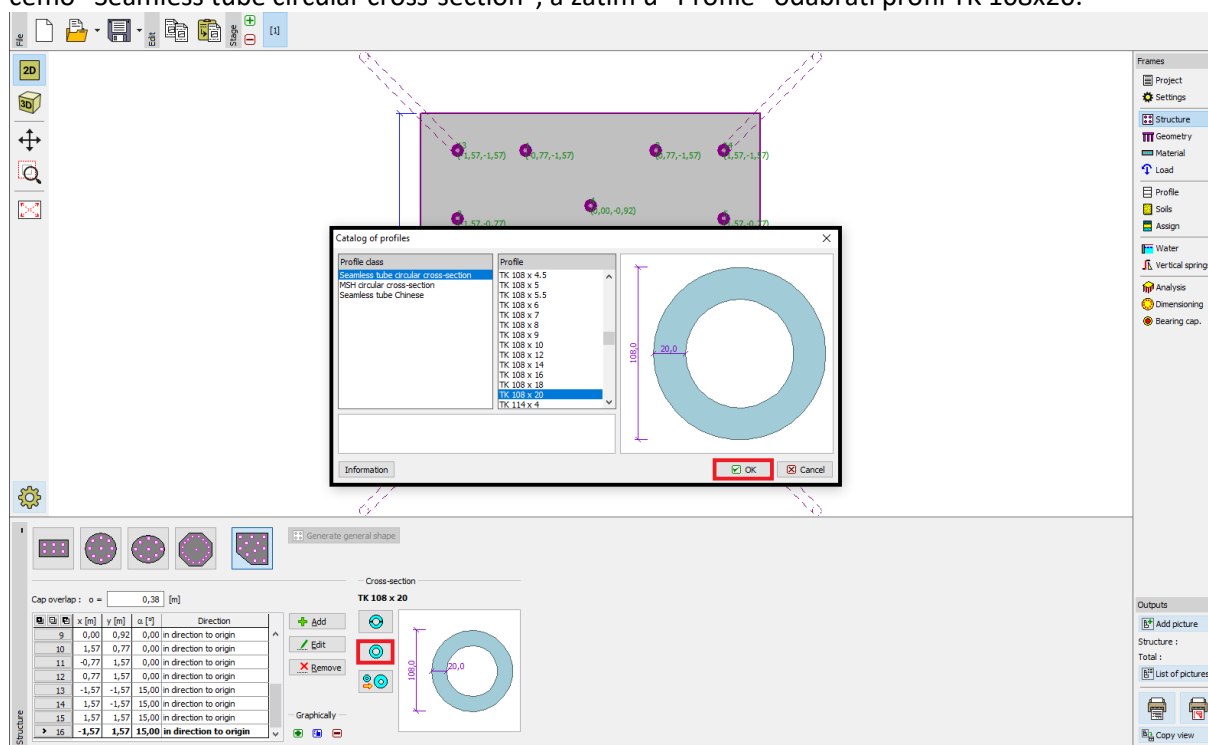 ćemo "Seamless tube circular cross-section", a zatim u "Profile" odabrati profil TK 108x20.
File
Edit
Stage
[1]
2D
3D
(-1,57,-1,57)
(-0,77,-1,57)
(0,77,-1,57)
(1,57,-1,57)
(0,00,-0,92)
(-1,57,-0,77)
(1,57,-0,77)
Catalog of profiles
Profile class
Seamless tube circular cross-section
MSH circular cross-section
Seamless tube Chinese
Profile
TK 108 x 4.5
TK 108 x 5
TK 108 x 5.5
TK 108 x 6
TK 108 x 7
TK 108 x 8
TK 108 x 9
TK 108 x 10
TK 108 x 12
TK 108 x 14
TK 108 x 16
TK 108 x 18
TK 108 x 20
TK 114 x 4
108,0
20,0
Information
OK
Cancel
Frames
Project
Settings
Structure
Geometry
Material
Load
Profile
Soils
Assign
Water
Vertical springs
Analysis
Dimensioning
Bearing cap.
Generate general shape
Cap overlap : o = 0,38 [m]
x [m] y [m] α [°] Direction
9 0,00 0,92 0,00 in direction to origin
10 1,57 0,77 0,00 in direction to origin
11 -0,77 1,57 0,00 in direction to origin
12 0,77 1,57 0,00 in direction to origin
13 -1,57 -1,57 15,00 in direction to origin
14 1,57 -1,57 15,00 in direction to origin
15 1,57 1,57 15,00 in direction to origin
16 -1,57 1,57 15,00 in direction to origin
Add
Edit
Remove
Graphically
Cross-section
TK 108 x 20
108,0
20,0
Structure
Outputs
Add picture
Structure :
Total :
List of pictures
Copy view